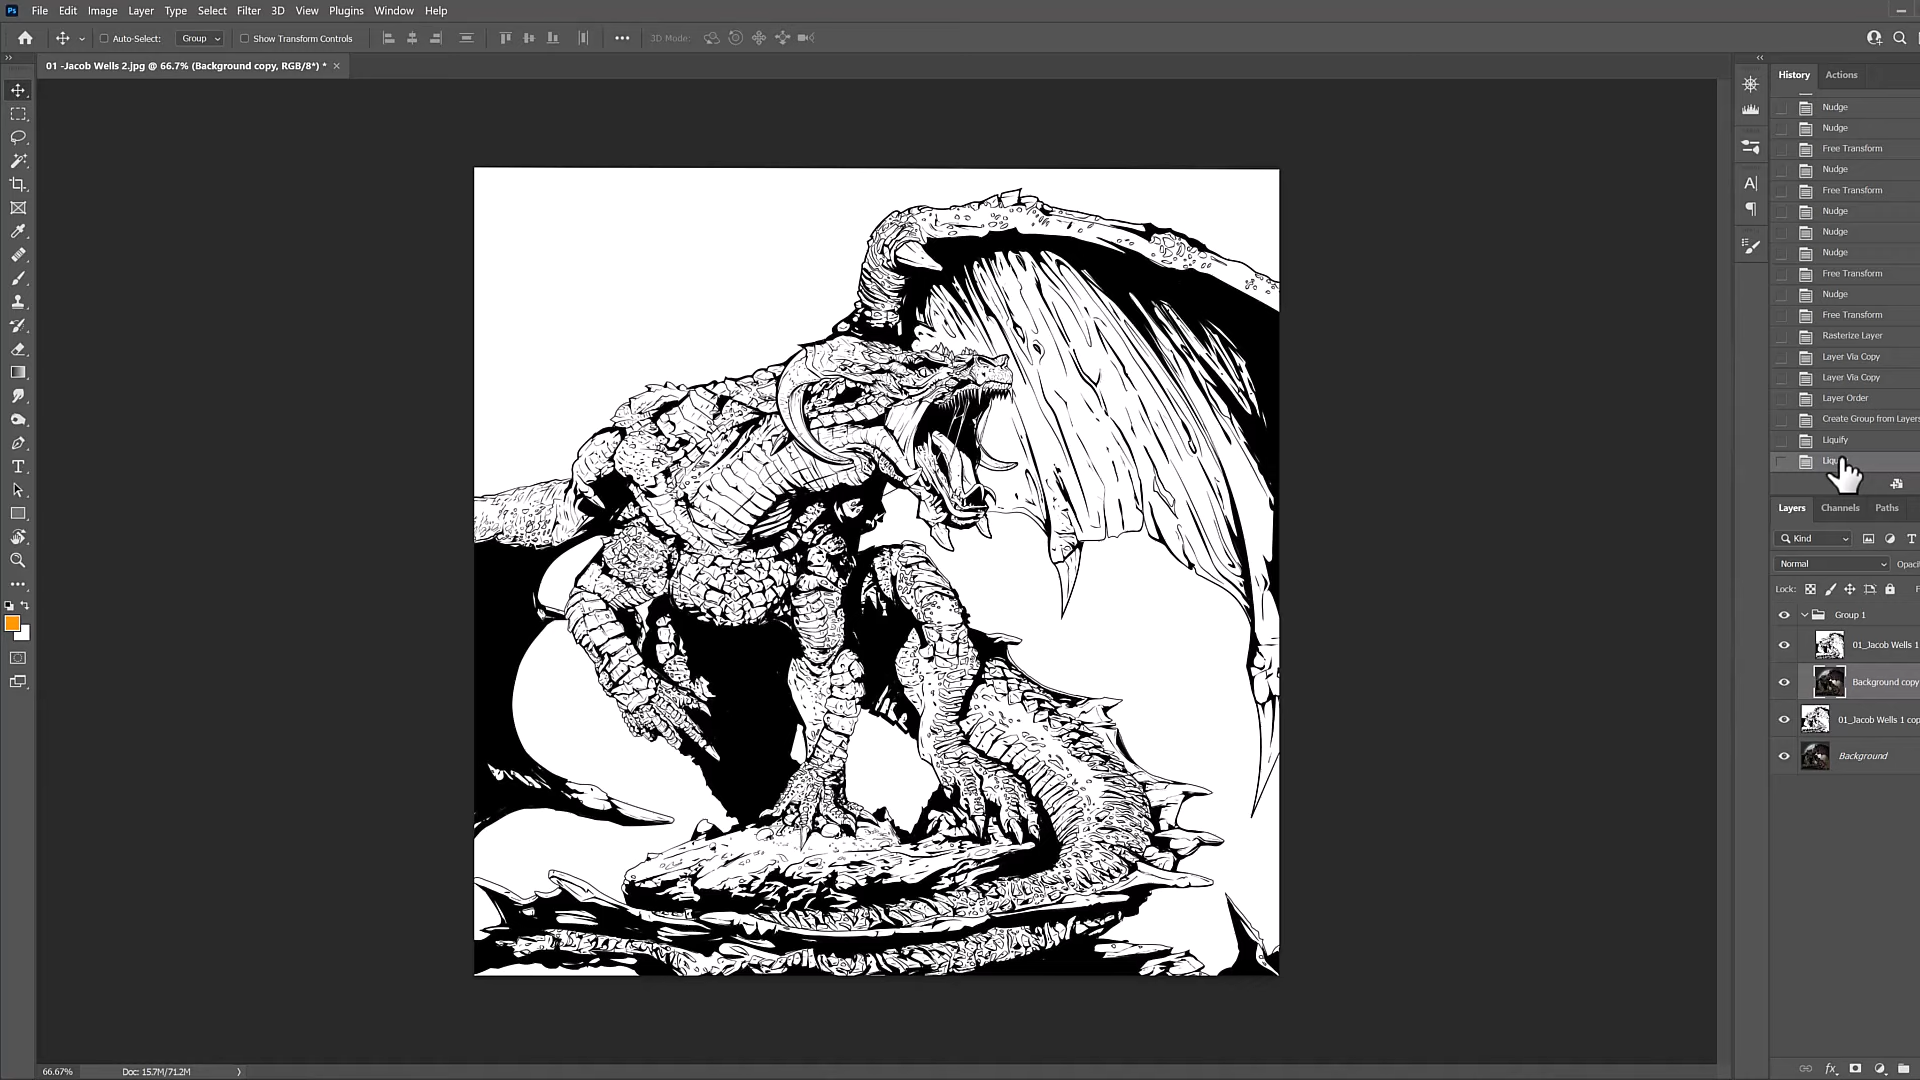 Ps File Edit Image Layer Type Select Filter 3D View Plugins Window Help
Auto-Select: Group Show Transform Controls 3D Mode:
01 -Jacob Wells 2.jpg @ 66.7% (Background copy, RGB/8*) *
History Actions
Nudge
Nudge
Free Transform
Nudge
Free Transform
Nudge
Nudge
Nudge
Free Transform
Nudge
Free Transform
Rasterize Layer
Layer Via Copy
Layer Via Copy
Layer Order
Create Group from Layers
Liquify
Layers Channels Paths
Kind
Normal Opaci
Lock: F
Group 1
01_Jacob Wells 1
Background copy
01_Jacob Wells 1 cop
Background
66.67% Doc: 15.7M/71.2M